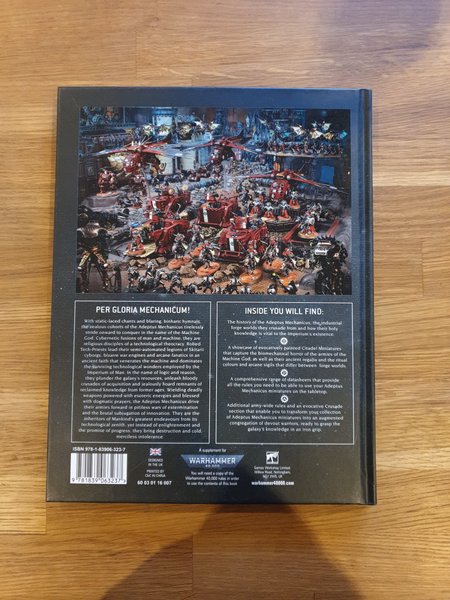 PER GLORIA MECHANICUM!
With static-laced chants and blaring, binharic hymnals,
the zealous cohorts of the Adeptus Mechanicus tirelessly
stride onward to conquer in the name of the Machine
God. Cybernetic fusions of man and machine, they are
religious disciples of a technological theocracy. Robed
Tech-Priests lead their semi-automated legions of Skitarii
cyborgs, bizarre war engines and arcane fanatics in an
ancient faith that venerates the machine and dominates
the stunning technological wonders employed by the
Imperium of Man. In the name of logic and reason,
they plunder the galaxy resources, unleash bloody
crusades of acquisition and jealously hoard remnants of
reclaimed knowledge from former ages. Wielding deadly
weapons powered with esoteric energies and blessed
with dogmatic prayers, the Adeptus Mechanicus drive
their armies forward in pitiless wars of extermination
and the brutal subjugation of innovation. They are the
inheritors of Mankind's preeminent endeavours from its
technological zenith, yet instead of enlightenment and
the promise of progress, they bring destruction and cold,
merciless intolerance.
INSIDE YOU WILL FIND:
The history of the Adeptus Mechanicus, the industrial
forge worlds they crusade from and how their holy
knowledge is vital to the Imperium's existence.
A showcase of evocatively painted Citadel Miniatures
that capture the biomechanical horror of the armies of the
Machine God, as well as their ancient regalia and the ritual
colours and arcane sigils that differ between forge worlds.
A comprehensive range of datasheets that provide
all the rules you need to be able to use your Adeptus
Mechanicus miniatures on the tabletop.
Additional army-wide rules and an evocative Crusade
section that enable you to transform your collection
of Adeptus Mechanicus miniatures into an augmented
congregation of devout warriors, ready to grasp the
galaxy's knowledge in an iron grip.
ISBN 978-1-83906-323-7
9 781839 063237 >
DESIGNED
IN THE
UK
PRINTED BY
C&C IN CHINA
60 03 01 16 007
A supplement for
WARHAMMER
40,000
You will need a copy of the
Warhammer 40,000 rules in order
to use the contents of this book
Games Workshop Limited,
Willow Road, Nottingham,
NG7 2WS, UK
warhammer40000.com